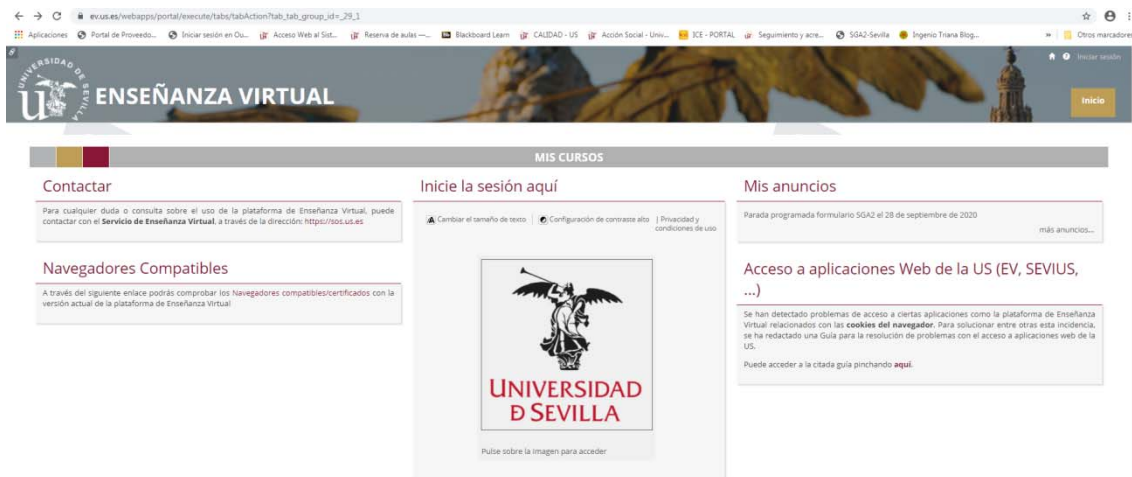 ev.us.es/webapps/portal/execute/tabs/tabAction?tab_tab_group_id=_29_1
Aplicaciones Portal de Proveedo... Iniciar sesión en Ou... Acceso Web al Sist... Reserva de aulas —... Blackboard Learn CALIDAD - US Acción Social - Univ... ICE - PORTAL Seguimiento y acre... SGA2-Sevilla Ingenio Triana Blog... » Otros marcadores
UNIVERSIDAD DE SEVILLA
ENSEÑANZA VIRTUAL
Iniciar sesión
Inicio
MIS CURSOS
Contactar
Para cualquier duda o consulta sobre el uso de la plataforma de Enseñanza Virtual, puede
contactar con el Servicio de Enseñanza Virtual, a través de la dirección: https://sos.us.es
Navegadores Compatibles
A través del siguiente enlace podrás comprobar los Navegadores compatibles/certificados con la
versión actual de la plataforma de Enseñanza Virtual
Inicie la sesión aquí
Cambiar el tamaño de texto | Configuración de contraste alto | Privacidad y
condiciones de uso
UNIVERSIDAD
D SEVILLA
Pulse sobre la imagen para acceder
Mis anuncios
Parada programada formulario SGA2 el 28 de septiembre de 2020
más anuncios...
Acceso a aplicaciones Web de la US (EV, SEVIUS,
...)
Se han detectado problemas de acceso a ciertas aplicaciones como la plataforma de Enseñanza
Virtual relacionados con las cookies del navegador. Para solucionar entre otras esta incidencia,
se ha redactado una Guía para la resolución de problemas con el acceso a aplicaciones web de la
US.
Puede acceder a la citada guía pinchando aquí.